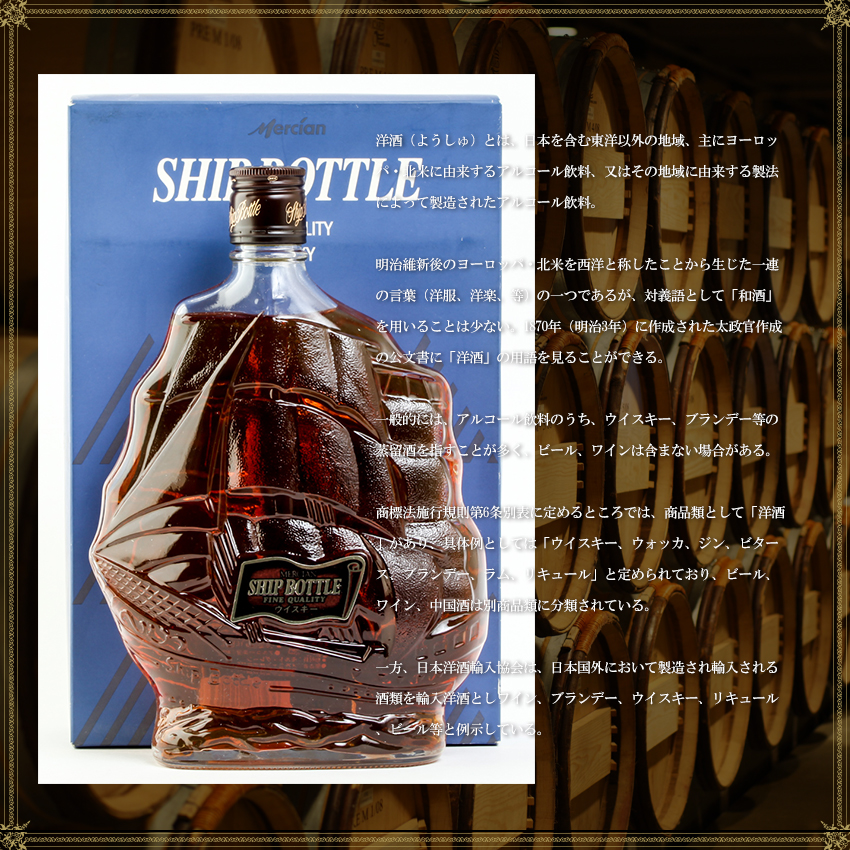 PREMIUM
Mercian
SHIP BOTTLE
QUALITY
Ship Bottle
MERCIAN
SHIP BOTTLE
FINE QUALITY
ウイスキー
洋酒（ようしゅ）とは、日本を含む東洋以外の地域、主にヨーロッ
パ・北米に由来するアルコール飲料、又はその地域に由来する製法
によって製造されたアルコール飲料。
明治維新後のヨーロッパ・北米を西洋と称したことから生じた一連
の言葉（洋服、洋楽、等）の一つであるが、対義語として「和酒」
を用いることは少ない。1870年（明治3年）に作成された太政官作成
の公文書に「洋酒」の用語を見ることができる。
一般的には、アルコール飲料のうち、ウイスキー、ブランデー等の
蒸留酒を指すことが多く、ビール、ワインは含まない場合がある。
商標法施行規則第6条別表に定めるところでは、商品類として「洋酒
」があり、具体例としては「ウイスキー、ウォッカ、ジン、ビター
ス、ブランデー、ラム、リキュール」と定められており、ビール、
ワイン、中国酒は別商品類に分類されている。
一方、日本洋酒輸入協会は、日本国外において製造され輸入される
酒類を輸入洋酒としワイン、ブランデー、ウイスキー、リキュール
、ビール等と例示している。